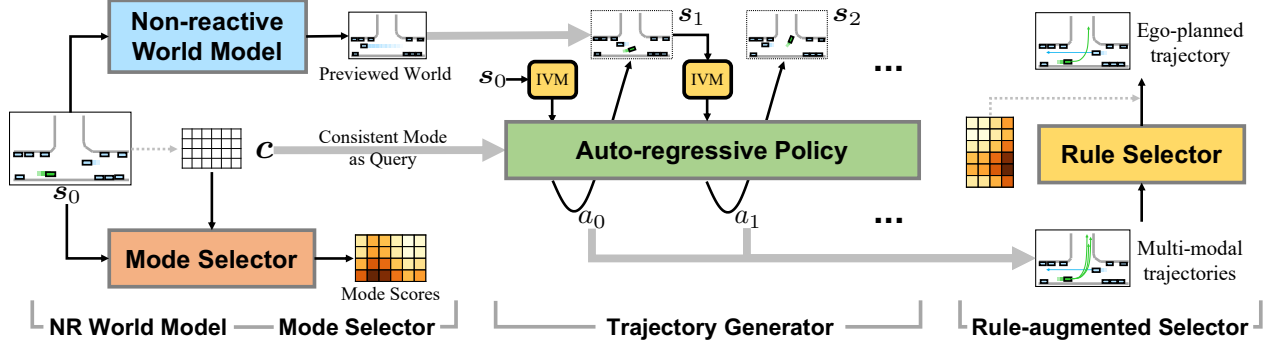 Non-reactive
World Model
Previewed World
s0
Mode Selector
Mode Scores
c
Consistent Mode
as Query
s0
IVM
s1
IVM
s2
...
Auto-regressive Policy
a0
a1
...
Ego-planned
trajectory
Rule Selector
Multi-modal
trajectories
NR World Model
Mode Selector
Trajectory Generator
Rule-augmented Selector